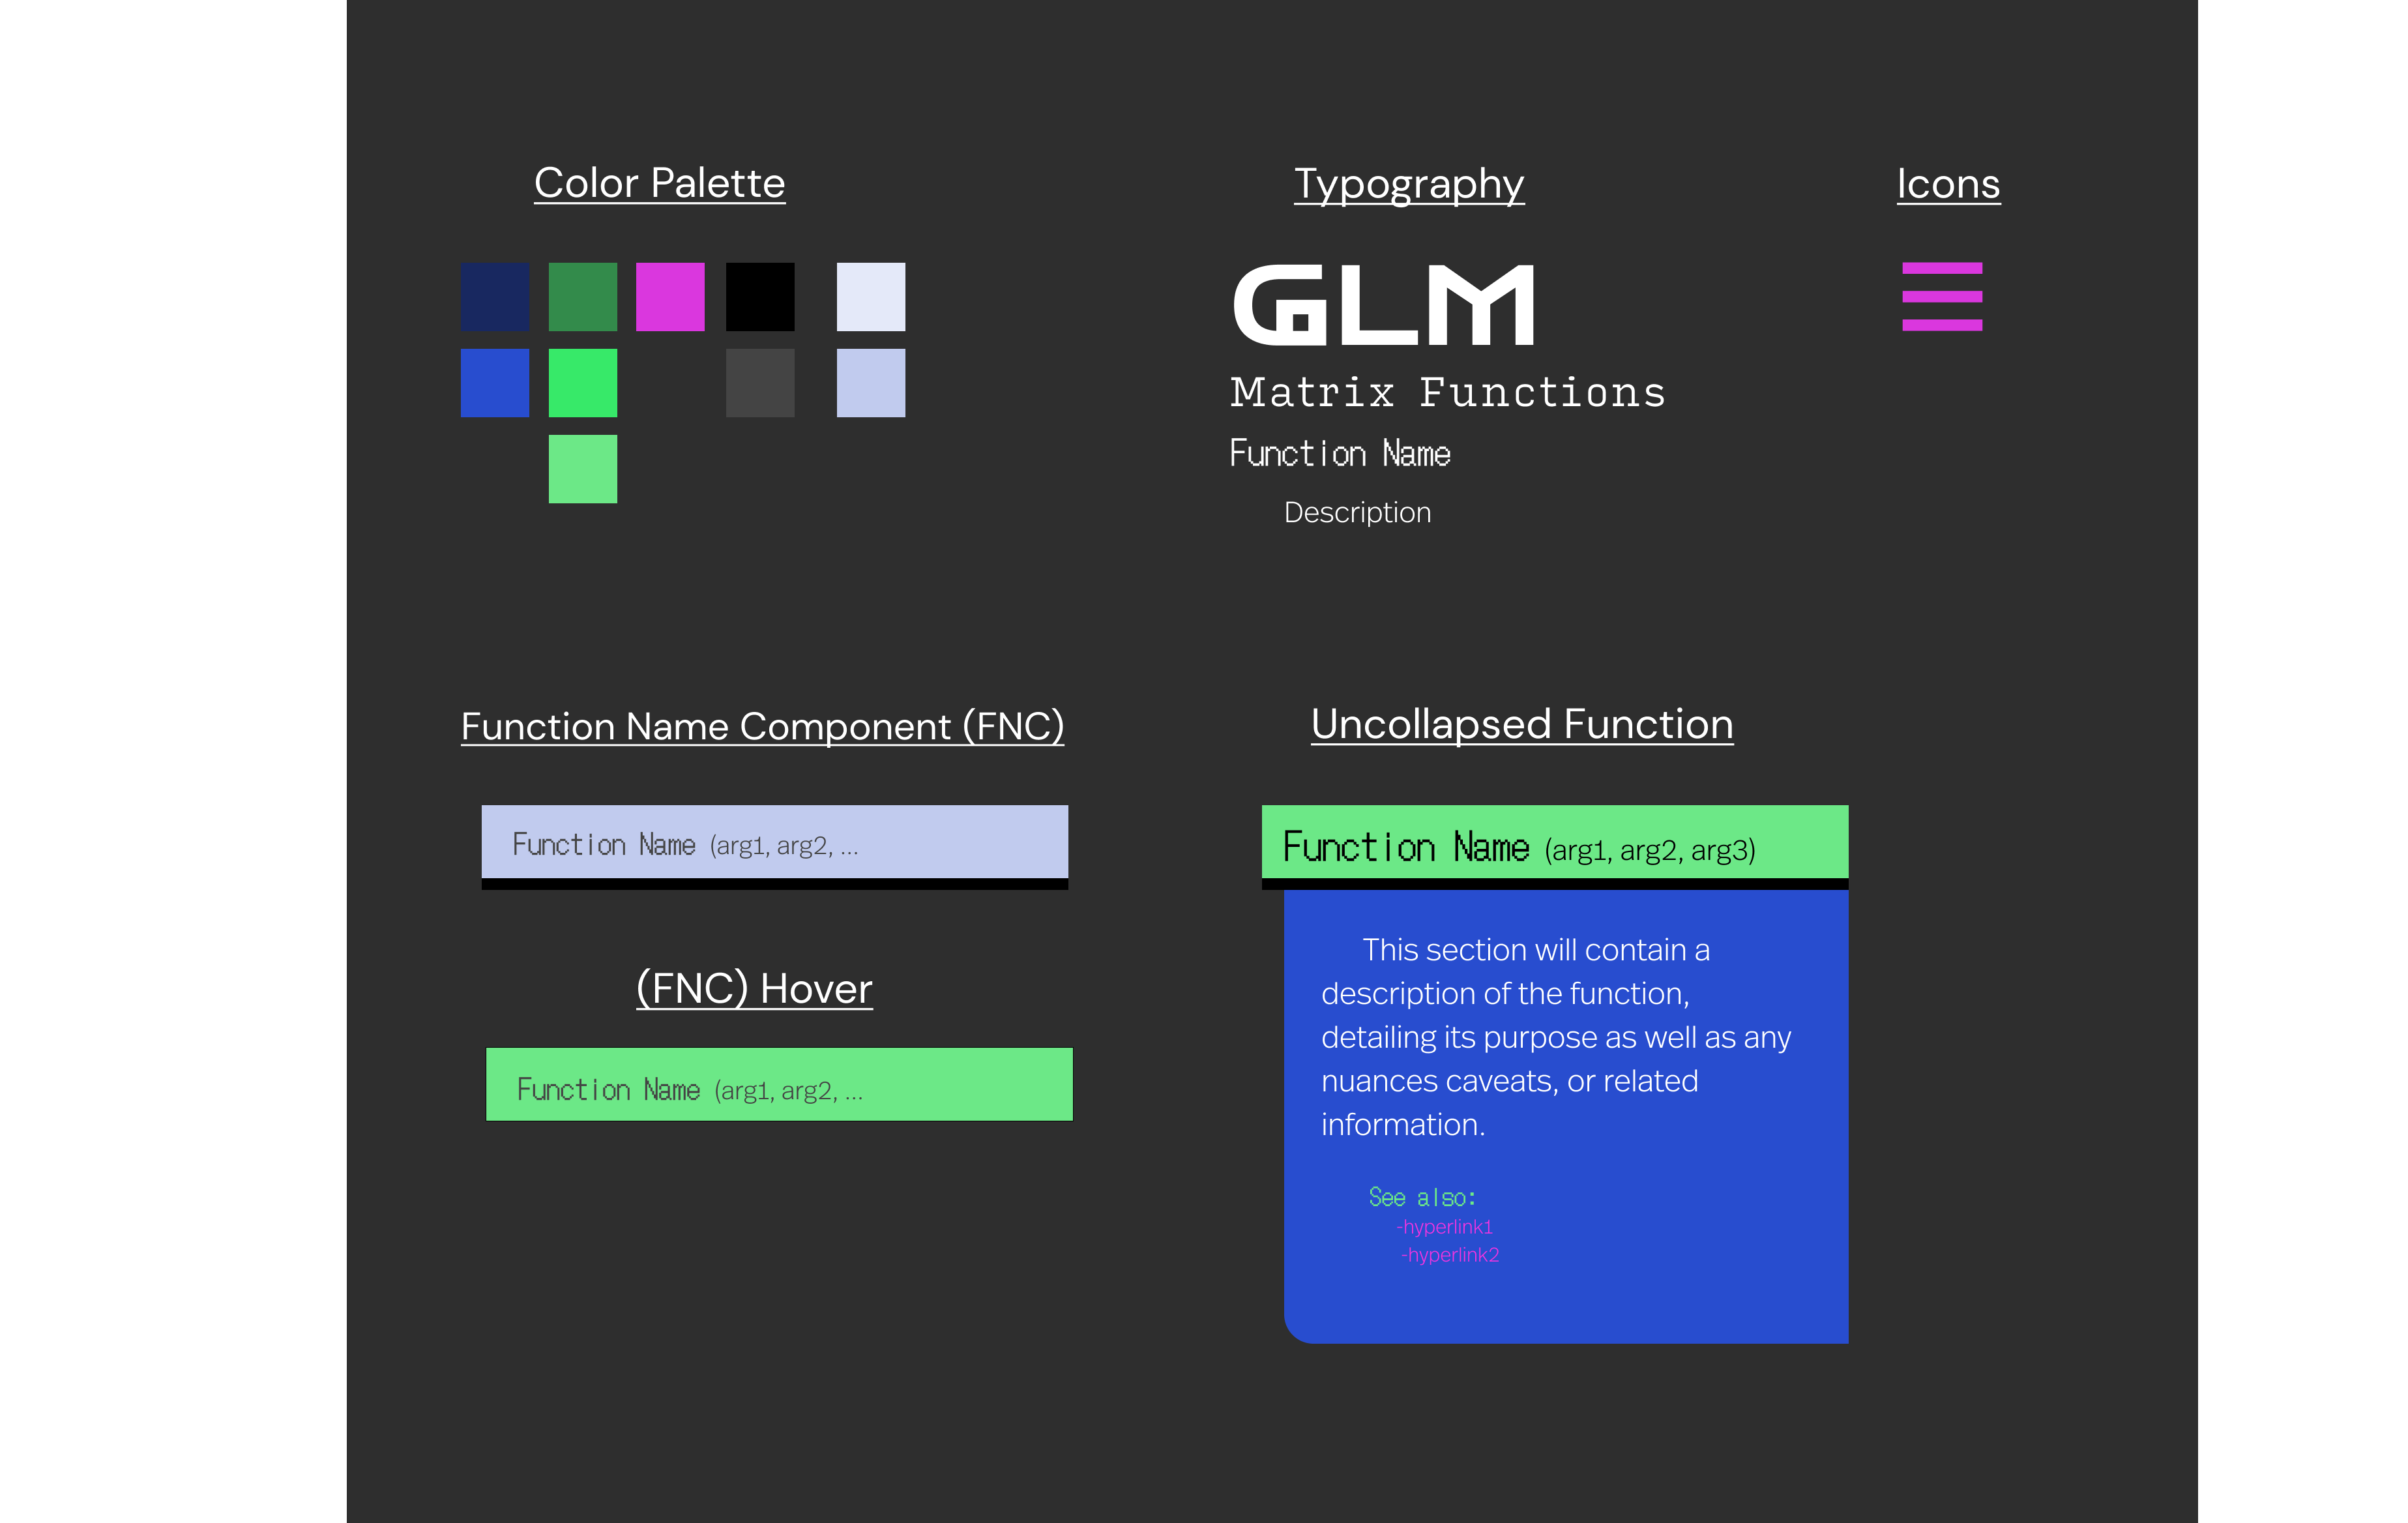 Color Palette
Typography
Icons
GLM
Matrix Functions
Function Name
Description
Function Name Component (FNC)
Function Name (arg1, arg2, ...
(FNC) Hover
Function Name (arg1, arg2, ...
Uncollapsed Function
Function Name (arg1, arg2, arg3)
This section will contain a
description of the function,
detailing its purpose as well as any
nuances caveats, or related
information.
See also:
-hyperlink1
-hyperlink2